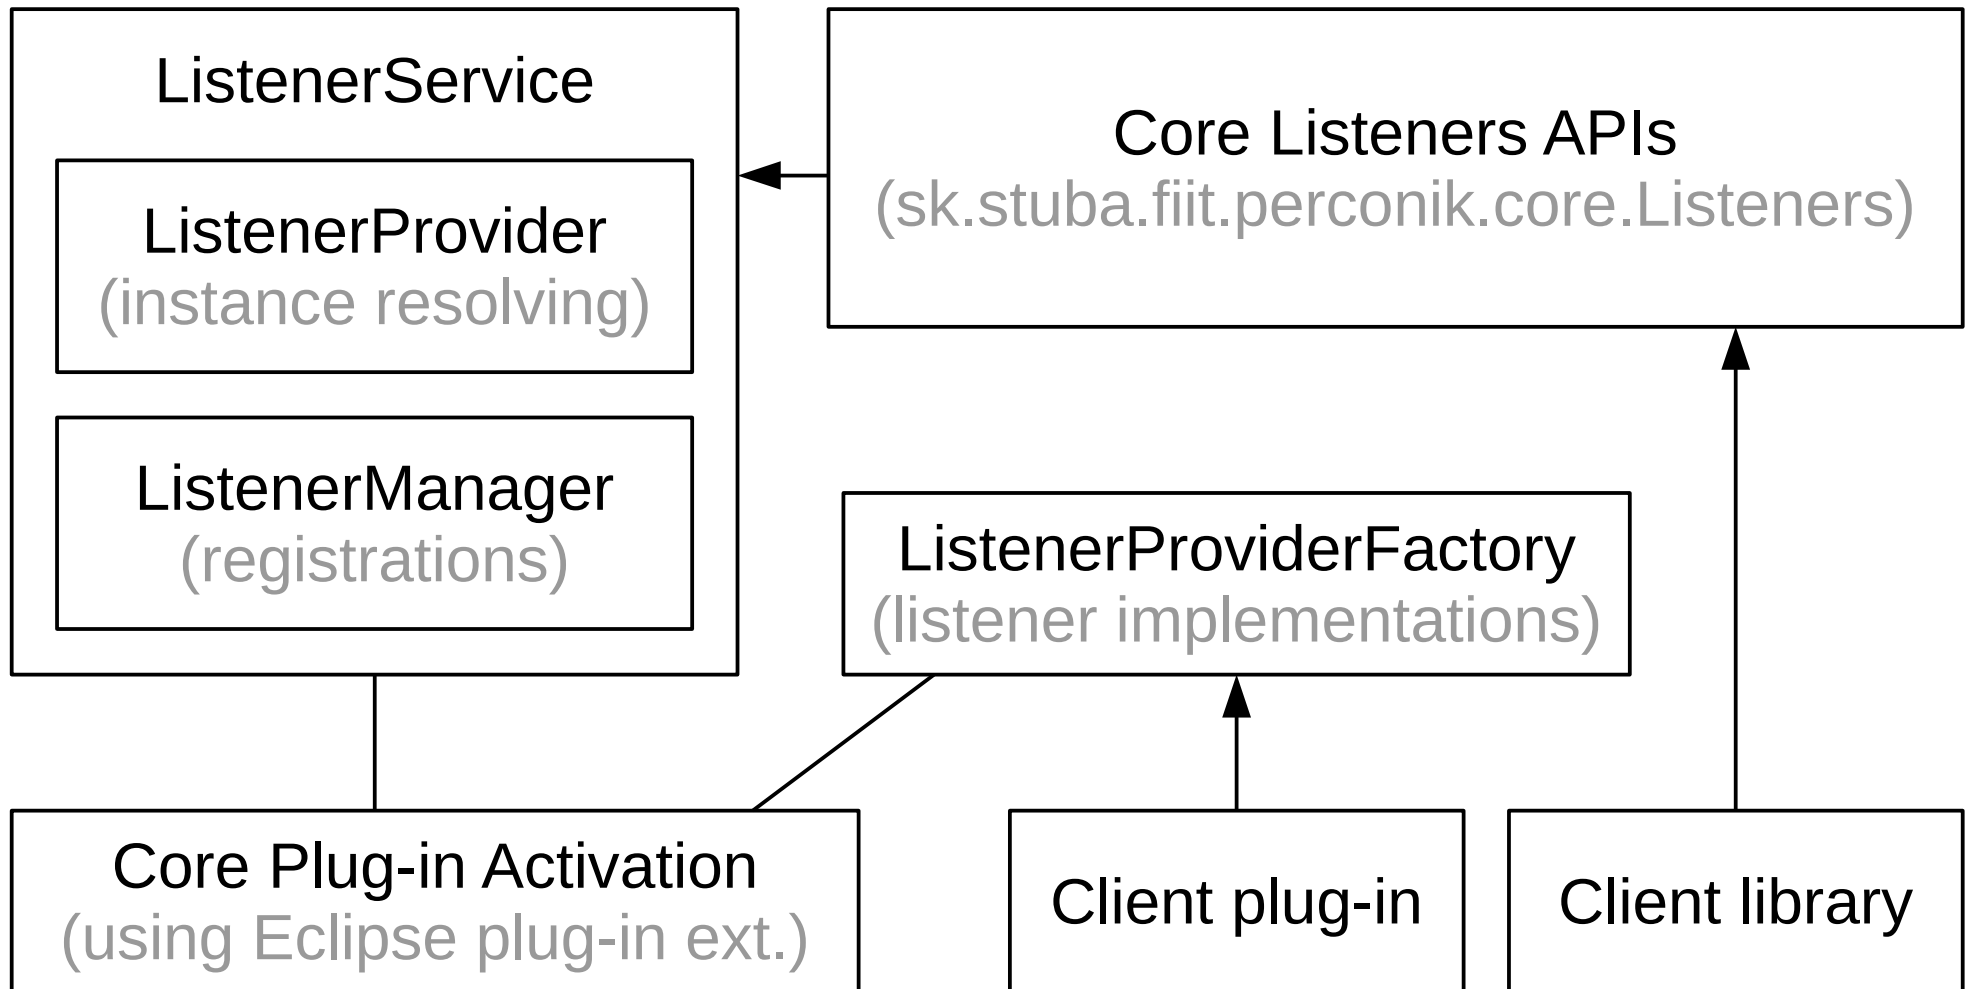 ListenerService
ListenerProvider
(instance resolving)
ListenerManager
(registrations)
Core Listeners APIs
(sk.stuba.fiit.perconik.core.Listeners)
ListenerProviderFactory
(listener implementations)
Core Plug-in Activation
(using Eclipse plug-in ext.)
Client plug-in
Client library